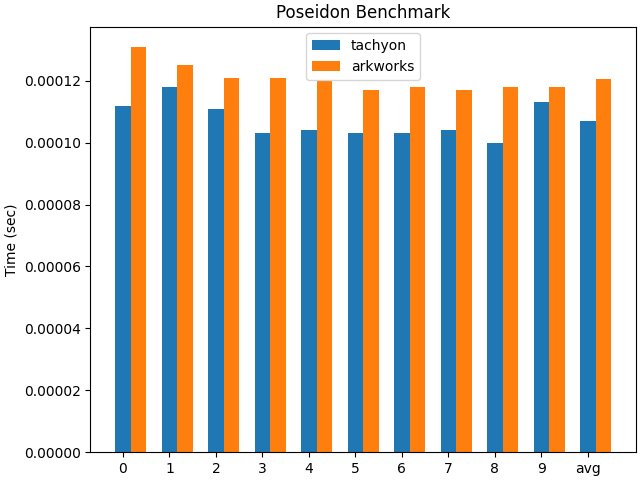 Poseidon Benchmark
tachyon
arkworks
0.00012
0.00010
0.00008
0.00006
0.00004
0.00002
0.00000
Time (sec)
0 1 2 3 4 5 6 7 8 9 avg